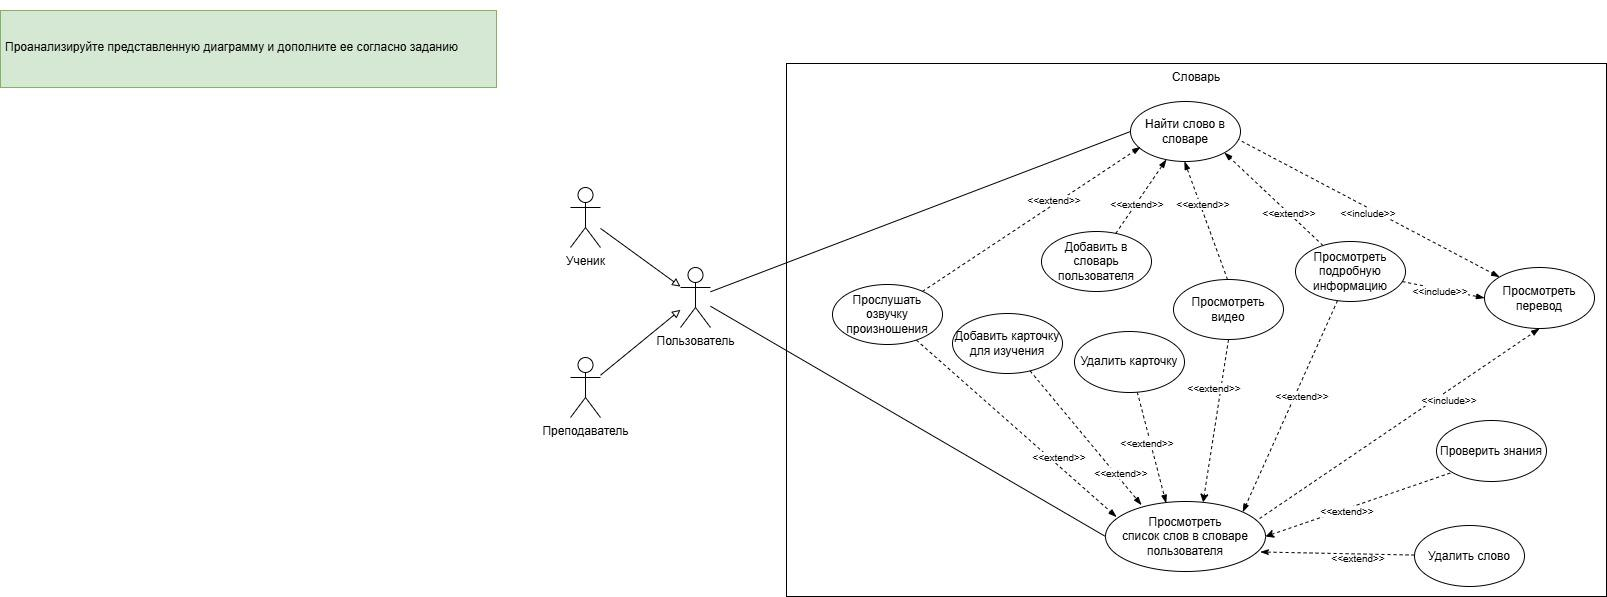 Проанализируйте представленную диаграмму и дополните ее согласно заданию
Словарь
Найти слово в
словаре
<<extend>>
<<extend>>
<<extend>>
<<extend>>
<<include>>
Ученик
Добавить в
словарь
пользователя
Просмотреть
подробную
информацию
<<include>>
Просмотреть
перевод
Прослушать
озвучку
произношения
Просмотреть
видео
Пользователь
Добавить карточку
для изучения
Удалить карточку
<<extend>>
<<extend>>
<<include>>
Преподаватель
<<extend>>
<<extend>>
<<extend>>
Проверить знания
<<extend>>
Просмотреть
список слов в словаре
пользователя
<<extend>>
Удалить слово